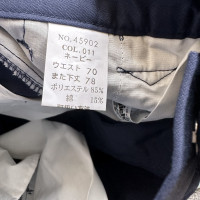 NO.45902
COL.011
ネービー
ウエスト 70
また下丈 78
ポリエステル 85%
綿 15%